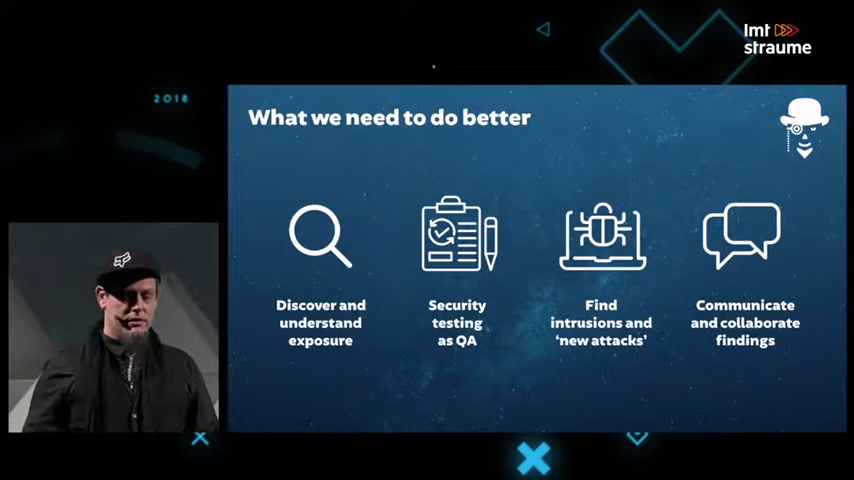 lmt
straume
2018
What we need to do better
Discover and
understand
exposure
Security
testing
as QA
Find
intrusions and
‘new attacks’
Communicate
and collaborate
findings